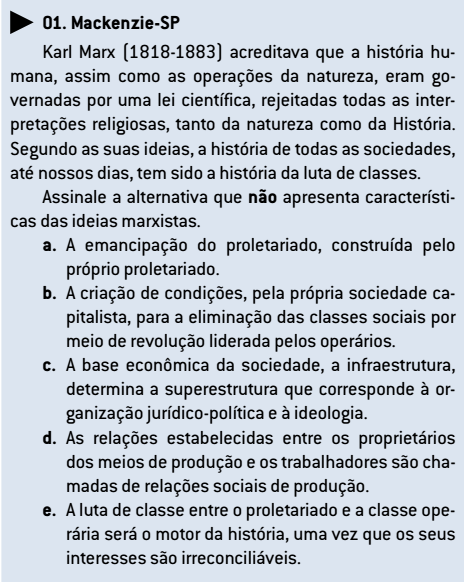 01. Mackenzie-SP
Karl Marx (1818-1883) acreditava que a história hu-
mana, assim como as operações da natureza, eram go-
vernadas por uma lei científica, rejeitadas todas as inter-
pretações religiosas, tanto da natureza como da História.
Segundo as suas ideias, a história de todas as sociedades,
até nossos dias, tem sido a história da luta de classes.
Assinale a alternativa que não apresenta característi-
cas das ideias marxistas.
a. A emancipação do proletariado, construída pelo
próprio proletariado.
b. A criação de condições, pela própria sociedade ca-
pitalista, para a eliminação das classes sociais por
meio de revolução liderada pelos operários.
c. A base econômica da sociedade, a infraestrutura,
determina a superestrutura que corresponde à or-
ganização jurídico-política e à ideologia.
d. As relações estabelecidas entre os proprietários
dos meios de produção e os trabalhadores são cha-
madas de relações sociais de produção.
e. A luta de classe entre o proletariado e a classe ope-
rária será o motor da história, uma vez que os seus
interesses são irreconciliáveis.